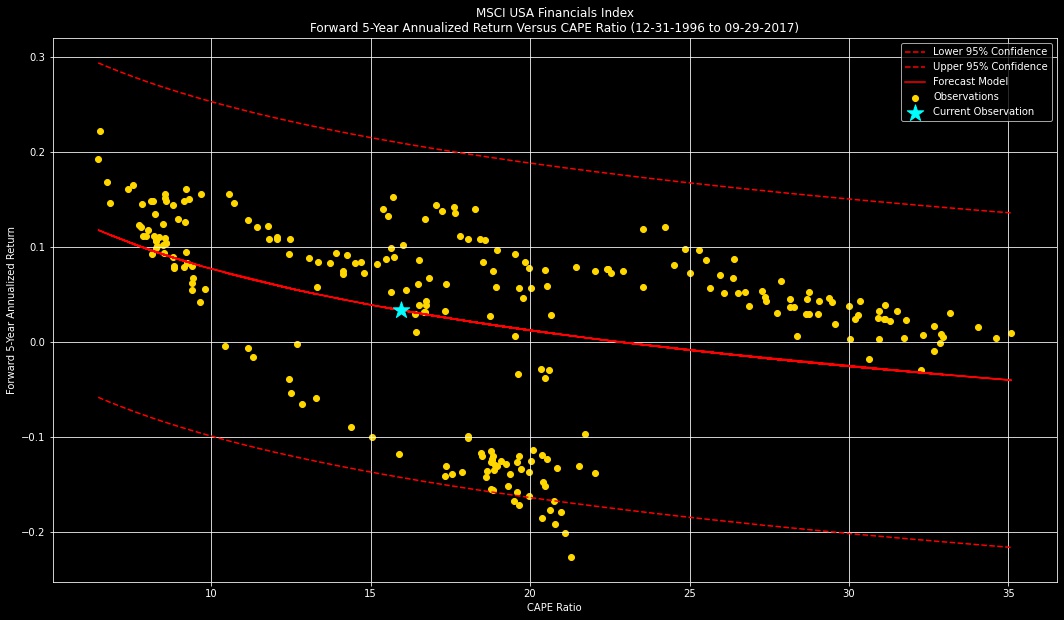 MSCI USA Financials Index
Forward 5-Year Annualized Return Versus CAPE Ratio (12-31-1996 to 09-29-2017)
Lower 95% Confidence
Upper 95% Confidence
Forecast Model
Observations
Current Observation
Forward 5-Year Annualized Return
0.3
0.2
0.1
0.0
−0.1
−0.2
10
15
20
25
30
35
CAPE Ratio